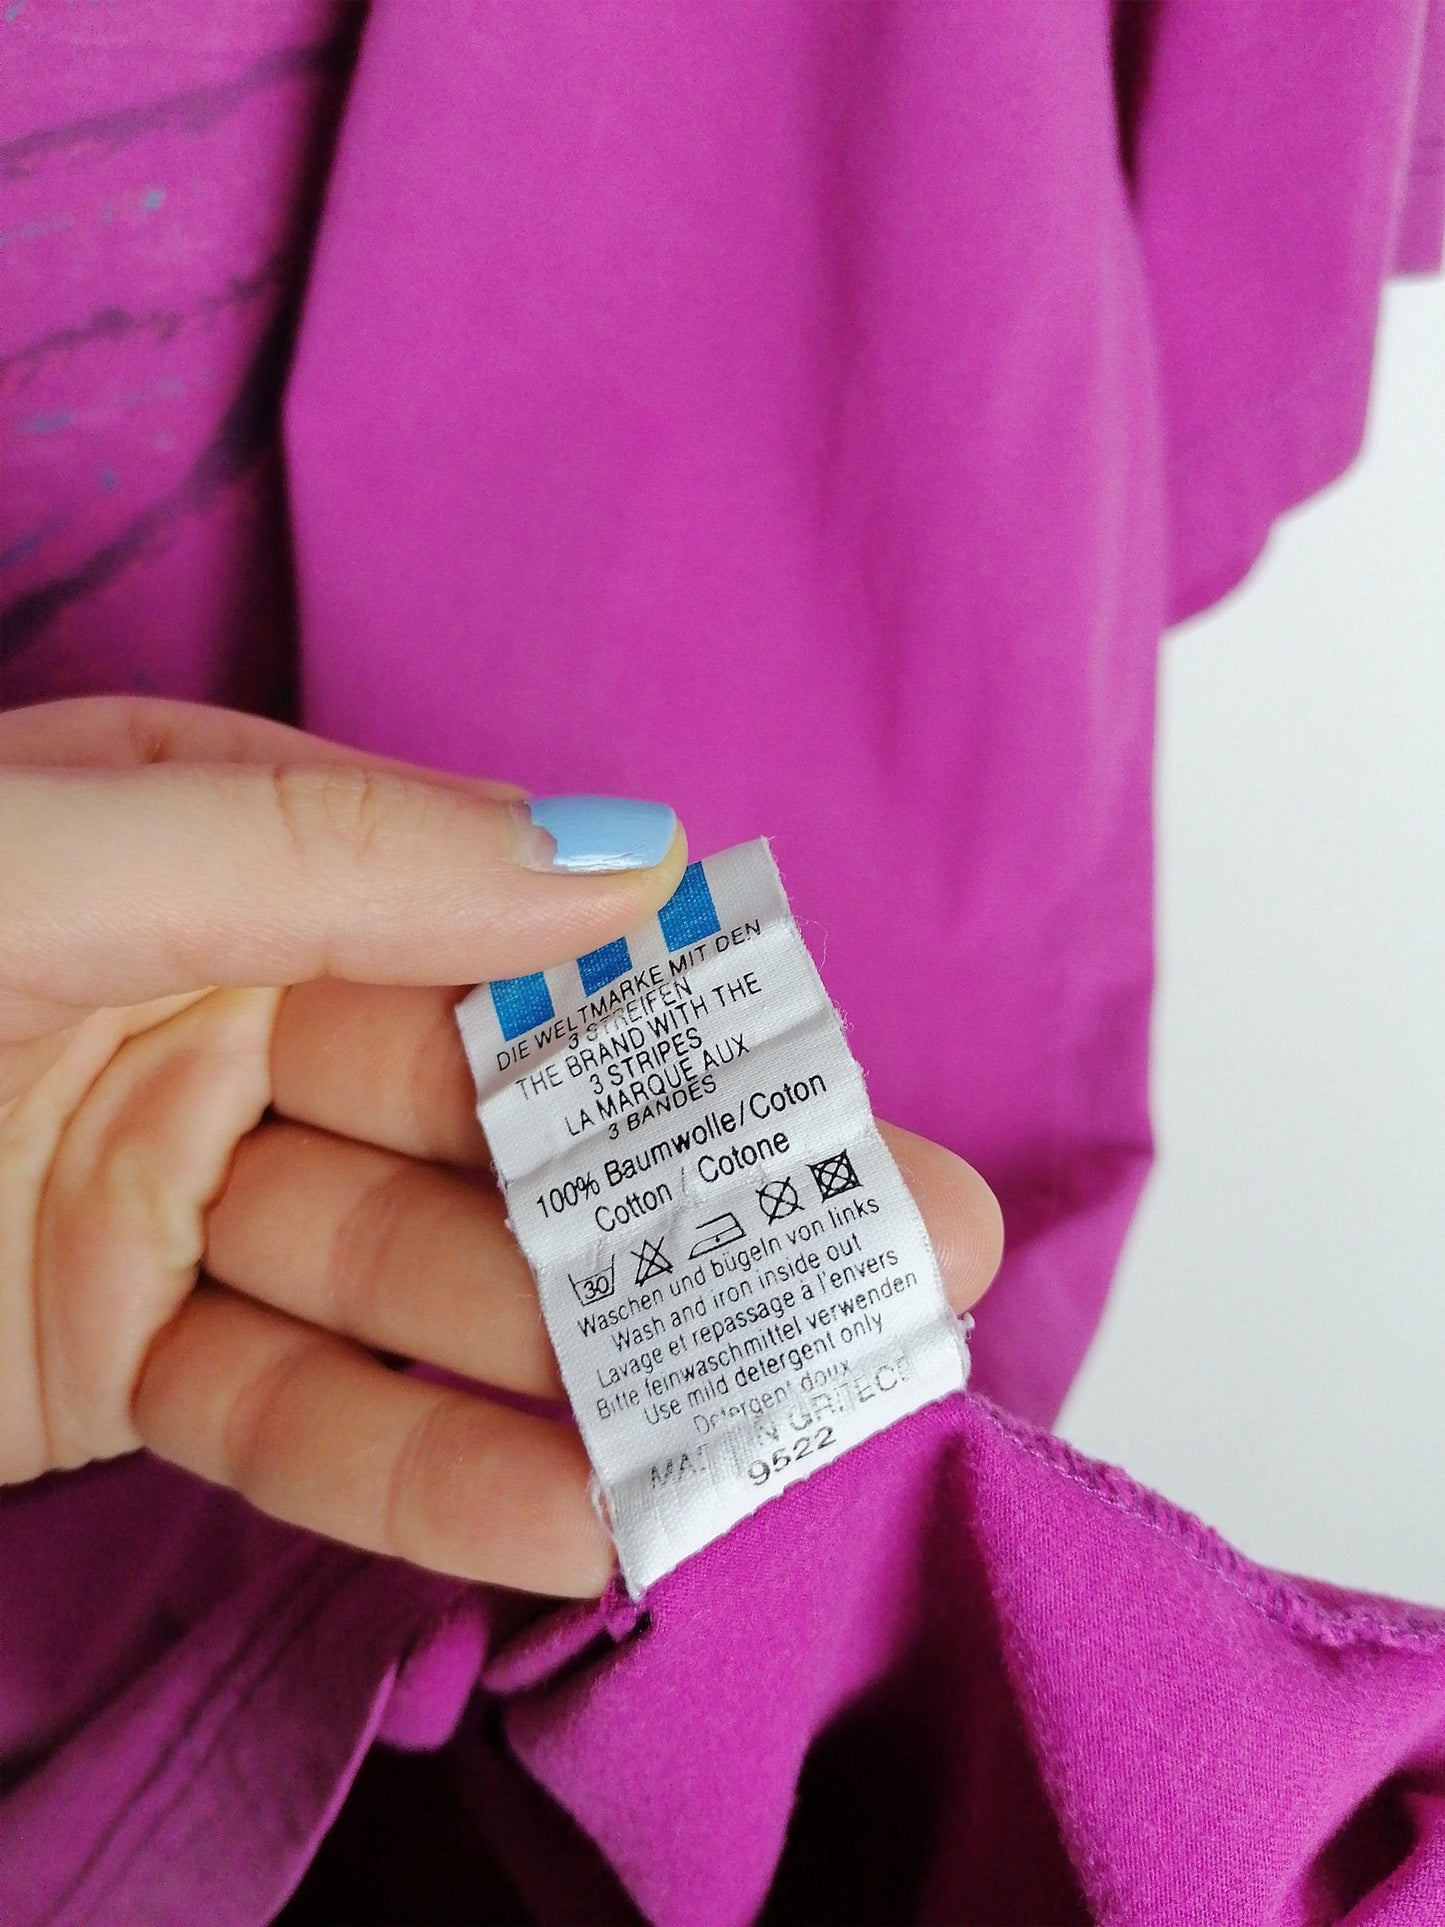 DIE WELTMARKE MIT DEN
3 STREIFEN
THE BRAND WITH THE
3 STRIPES
LA MARQUE AUX
3 BANDES
100% Baumwolle/Coton
Cotton / Cotone
30
Waschen und bügeln von links
Wash and iron inside out
Lavage et repassage à l'envers
Bitte feinwaschmittel verwenden
Use mild detergent only
Detergent doux
9522